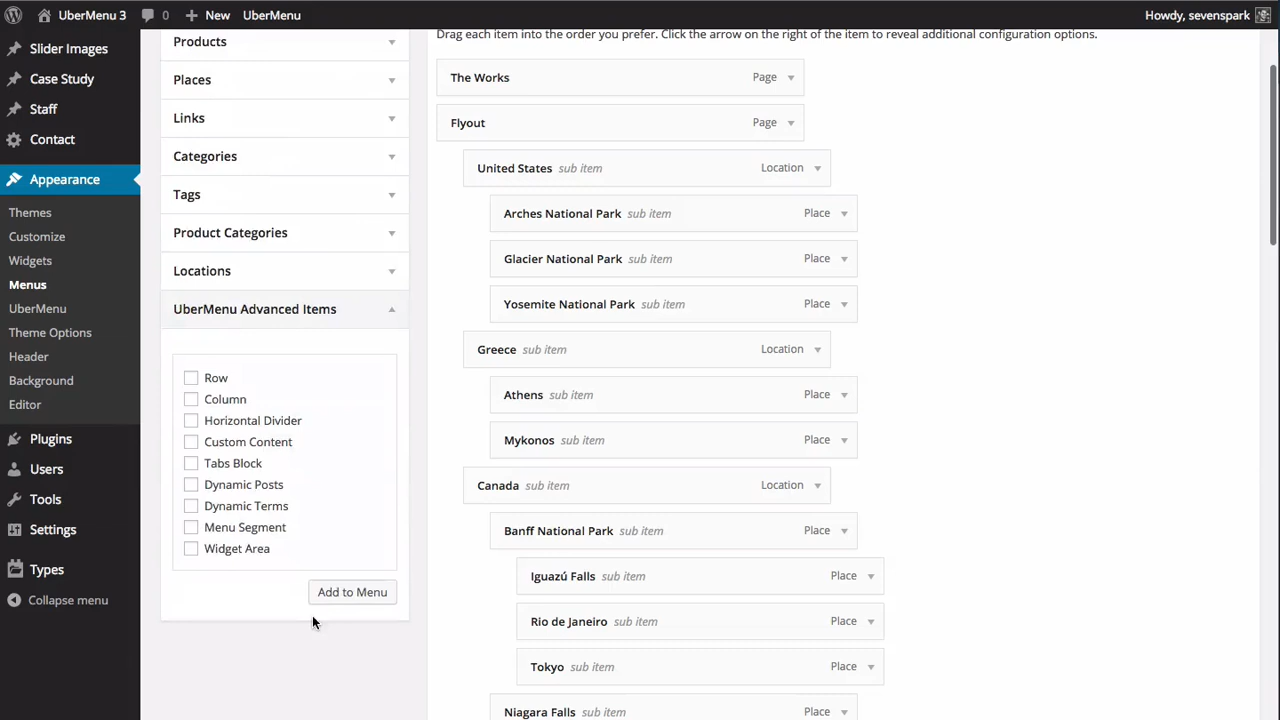 UberMenu 3 0 New UberMenu Howdy, sevenspark
Slider Images
Case Study
Staff
Contact
Appearance
Themes
Customize
Widgets
Menus
UberMenu
Theme Options
Header
Background
Editor
Plugins
Users
Tools
Settings
Types
Collapse menu
Products
Places
Links
Categories
Tags
Product Categories
Locations
UberMenu Advanced Items
Row
Column
Horizontal Divider
Custom Content
Tabs Block
Dynamic Posts
Dynamic Terms
Menu Segment
Widget Area
Add to Menu
Drag each item into the order you prefer. Click the arrow on the right of the item to reveal additional configuration options.
The Works Page
Flyout Page
United States sub item Location
Arches National Park sub item Place
Glacier National Park sub item Place
Yosemite National Park sub item Place
Greece sub item Location
Athens sub item Place
Mykonos sub item Place
Canada sub item Location
Banff National Park sub item Place
Iguazú Falls sub item Place
Rio de Janeiro sub item Place
Tokyo sub item Place
Niagara Falls sub item Place